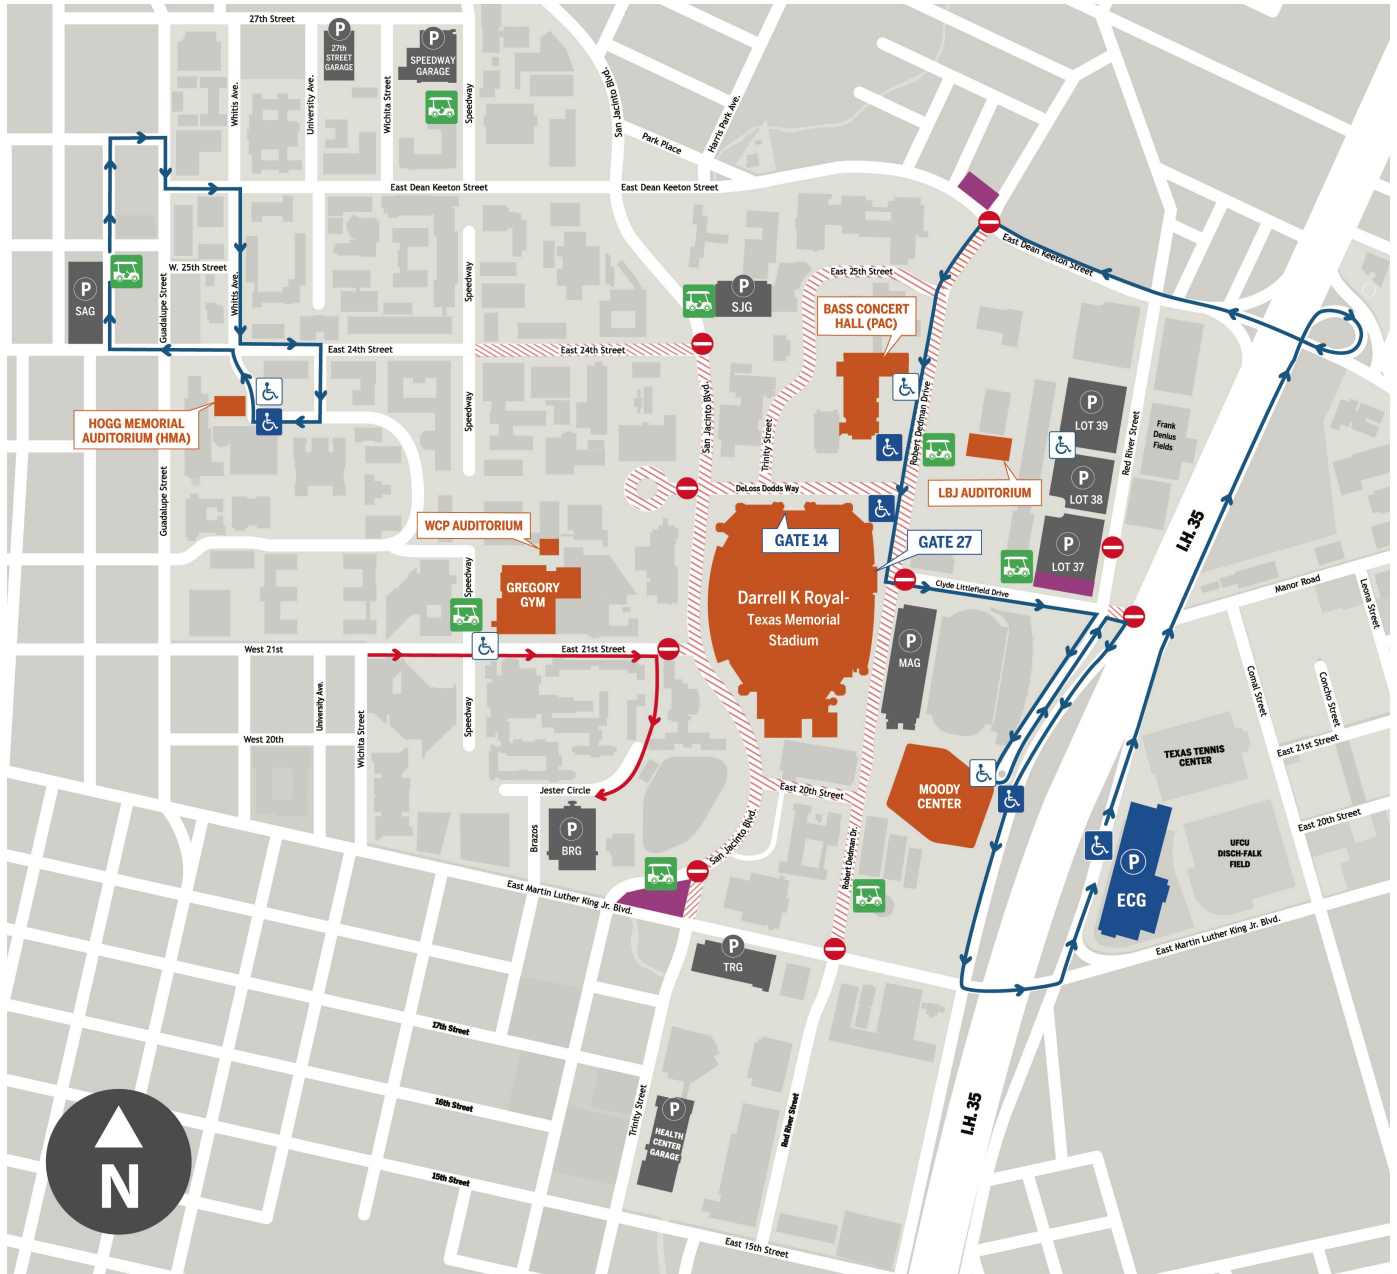 27th Street
P
27th
STREET
GARAGE
P
SPEEDWAY
GARAGE
Whitis Ave.
University Ave.
Wichita Street
Speedway
San Jacinto Blvd.
Park Place
Harris Park Ave.
East Dean Keeton Street
East Dean Keeton Street
East Dean Keeton Street
W. 25th Street
P
SAG
Guadalupe Street
Whitis Ave.
Speedway
P
SJG
East 25th Street
BASS CONCERT
HALL (PAC)
East 24th Street
East 24th Street
San Jacinto Blvd.
Trinity Street
Robert Dedman Drive
P
LOT 39
Red River Street
Frank
Denius
Fields
HOGG MEMORIAL
AUDITORIUM (HMA)
Speedway
P
LOT 38
LBJ AUDITORIUM
DeLoss Dodds Way
Guadalupe Street
WCP AUDITORIUM
GATE 14
GATE 27
P
LOT 37
I.H. 35
Speedway
GREGORY
GYM
Darrell K Royal-
Texas Memorial
Stadium
Clyde Littlefield Drive
Manor Road
Leona Street
West 21st
East 21st Street
P
MAG
University Ave.
Speedway
Comal Street
Concho Street
West 20th
Wichita Street
East 21st Street
TEXAS TENNIS
CENTER
Jester Circle
East 20th Street
MOODY
CENTER
P
BRG
Brazos
San Jacinto Blvd.
Robert Dedman Dr.
East 20th Street
UFCU
DISCH-FALK
FIELD
P
ECG
East Martin Luther King Jr. Blvd.
East Martin Luther King Jr. Blvd.
P
TRG
17th Street
16th Street
15th Street
Trinity Street
P
HEALTH
CENTER
GARAGE
Red River Street
I.H. 35
East 15th Street
N